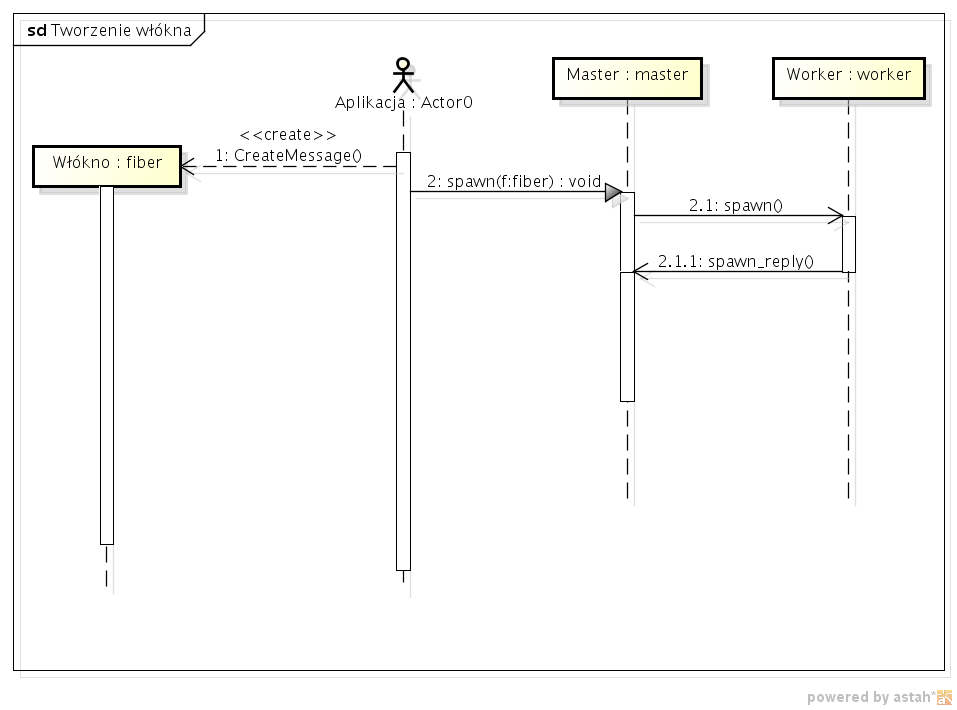 sd Tworzenie włókna
Aplikacja : Actor0
Master : master
Worker : worker
<<create>>
1: CreateMessage()
Włókno : fiber
2: spawn(f:fiber) : void
2.1: spawn()
2.1.1: spawn_reply()
powered by astah*